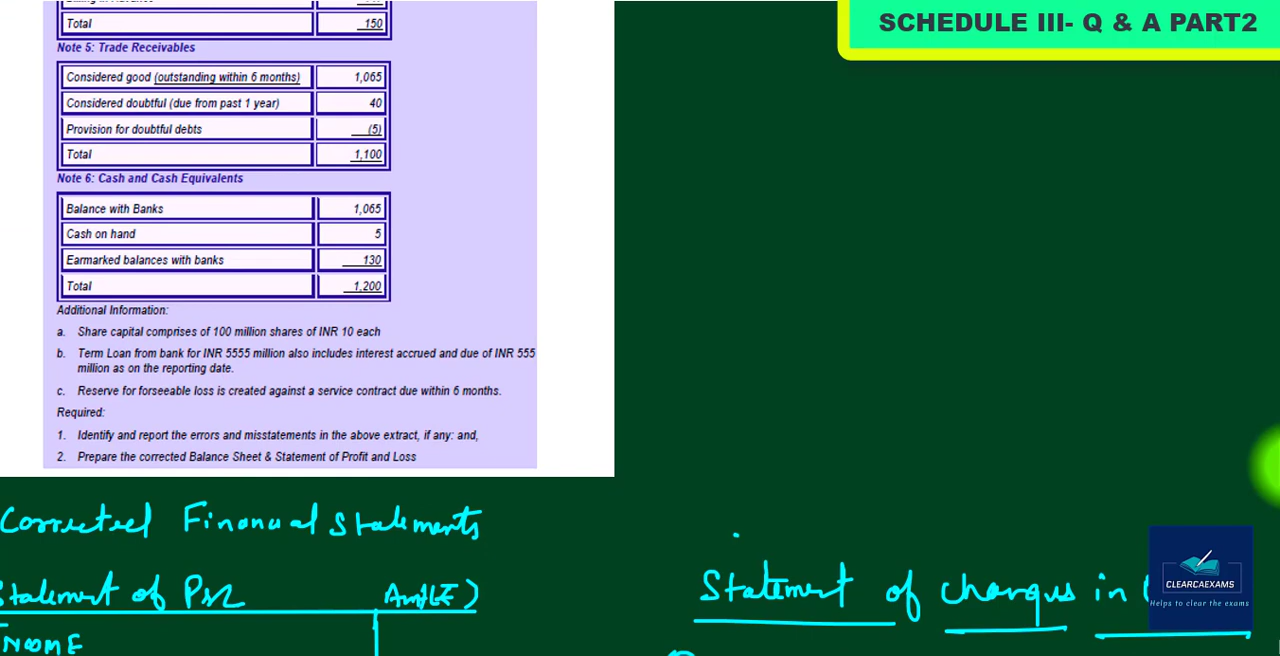 SCHEDULE III- Q & A PART2
Total 150
Note 5: Trade Receivables
Considered good (outstanding within 6 months) 1,065
Considered doubtful (due from past 1 year) 40
Provision for doubtful debts (5)
Total 1,100
Note 6: Cash and Cash Equivalents
Balance with Banks 1,065
Cash on hand 5
Earmarked balances with banks 130
Total 1,200
Additional Information:
a. Share capital comprises of 100 million shares of INR 10 each
b. Term Loan from bank for INR 5555 million also includes interest accrued and due of INR 555
million as on the reporting date.
c. Reserve for forseeable loss is created against a service contract due within 6 months.
Required:
1. Identify and report the errors and misstatements in the above extract, if any: and,
2. Prepare the corrected Balance Sheet & Statement of Profit and Loss
Corrected Financial Statements
Statement of P&L Amt(₹)
INCOME
Statement of changes in
CLEARCAEXAMS
Helps to clear the exams